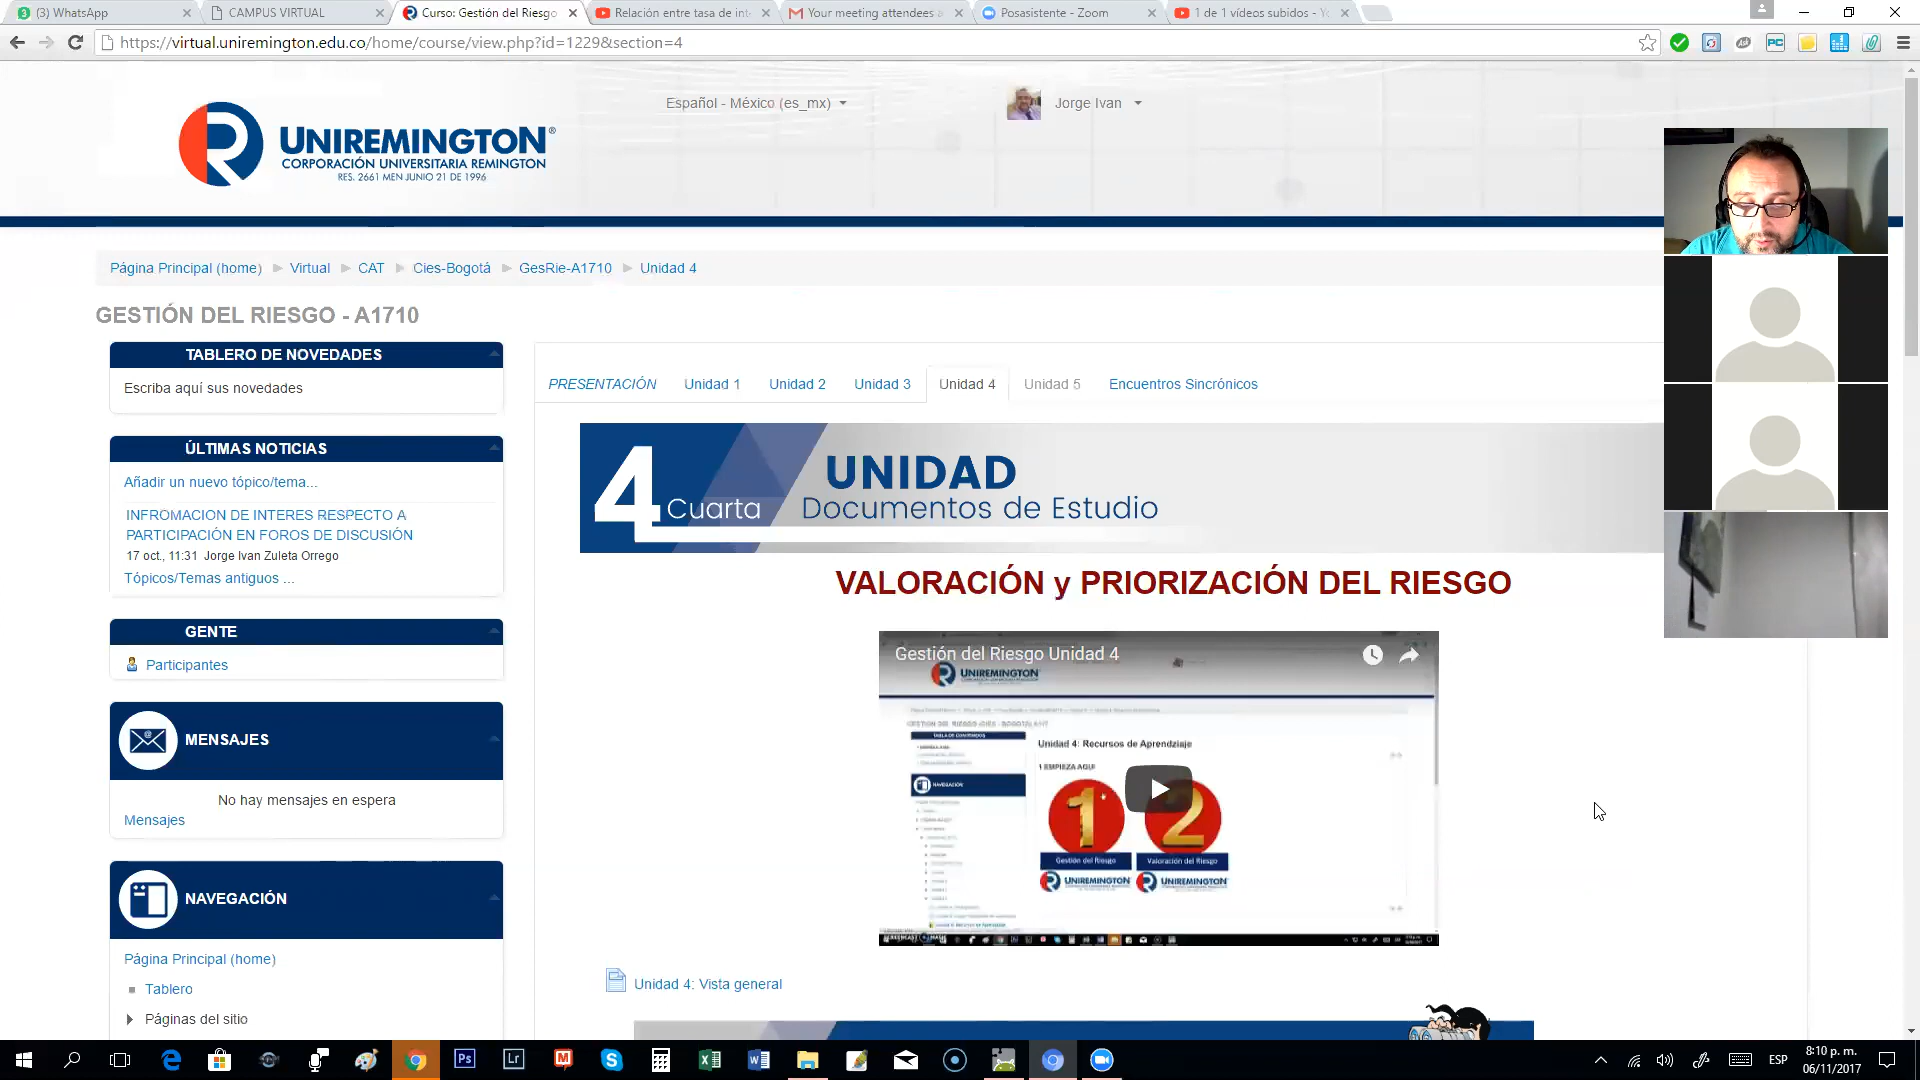 (3) WhatsApp
CAMPUS VIRTUAL
Curso: Gestión del Riesgo
Relación entre tasa de int
Your meeting attendees a
Posasistente - Zoom
1 de 1 vídeos subidos - Yo
https://virtual.uniremington.edu.co/home/course/view.php?id=1229&section=4
Español - México (es_mx)
Jorge Ivan
UNIREMINGTON®
CORPORACIÓN UNIVERSITARIA REMINGTON
RES. 2661 MEN JUNIO 21 DE 1996
Página Principal (home) Virtual CAT Cies-Bogotá GesRie-A1710 Unidad 4
GESTIÓN DEL RIESGO - A1710
TABLERO DE NOVEDADES
Escriba aquí sus novedades
ÚLTIMAS NOTICIAS
Añadir un nuevo tópico/tema...
INFROMACION DE INTERES RESPECTO A
PARTICIPACIÓN EN FOROS DE DISCUSIÓN
17 oct., 11:31 Jorge Ivan Zuleta Orrego
Tópicos/Temas antiguos ...
GENTE
Participantes
MENSAJES
No hay mensajes en espera
Mensajes
NAVEGACIÓN
Página Principal (home)
Tablero
Páginas del sitio
PRESENTACIÓN Unidad 1 Unidad 2 Unidad 3 Unidad 4 Unidad 5 Encuentros Sincrónicos
4 Cuarta
UNIDAD
Documentos de Estudio
VALORACIÓN y PRIORIZACIÓN DEL RIESGO
Gestión del Riesgo Unidad 4
UNIREMINGTON
Unidad 4: Recursos de Aprendizaje
1 EMPIEZA AQUI
1 2
Gestión del Riesgo Valoración del Riesgo
UNIREMINGTON UNIREMINGTON
Unidad 4: Vista general
ESP
8:10 p. m.
06/11/2017